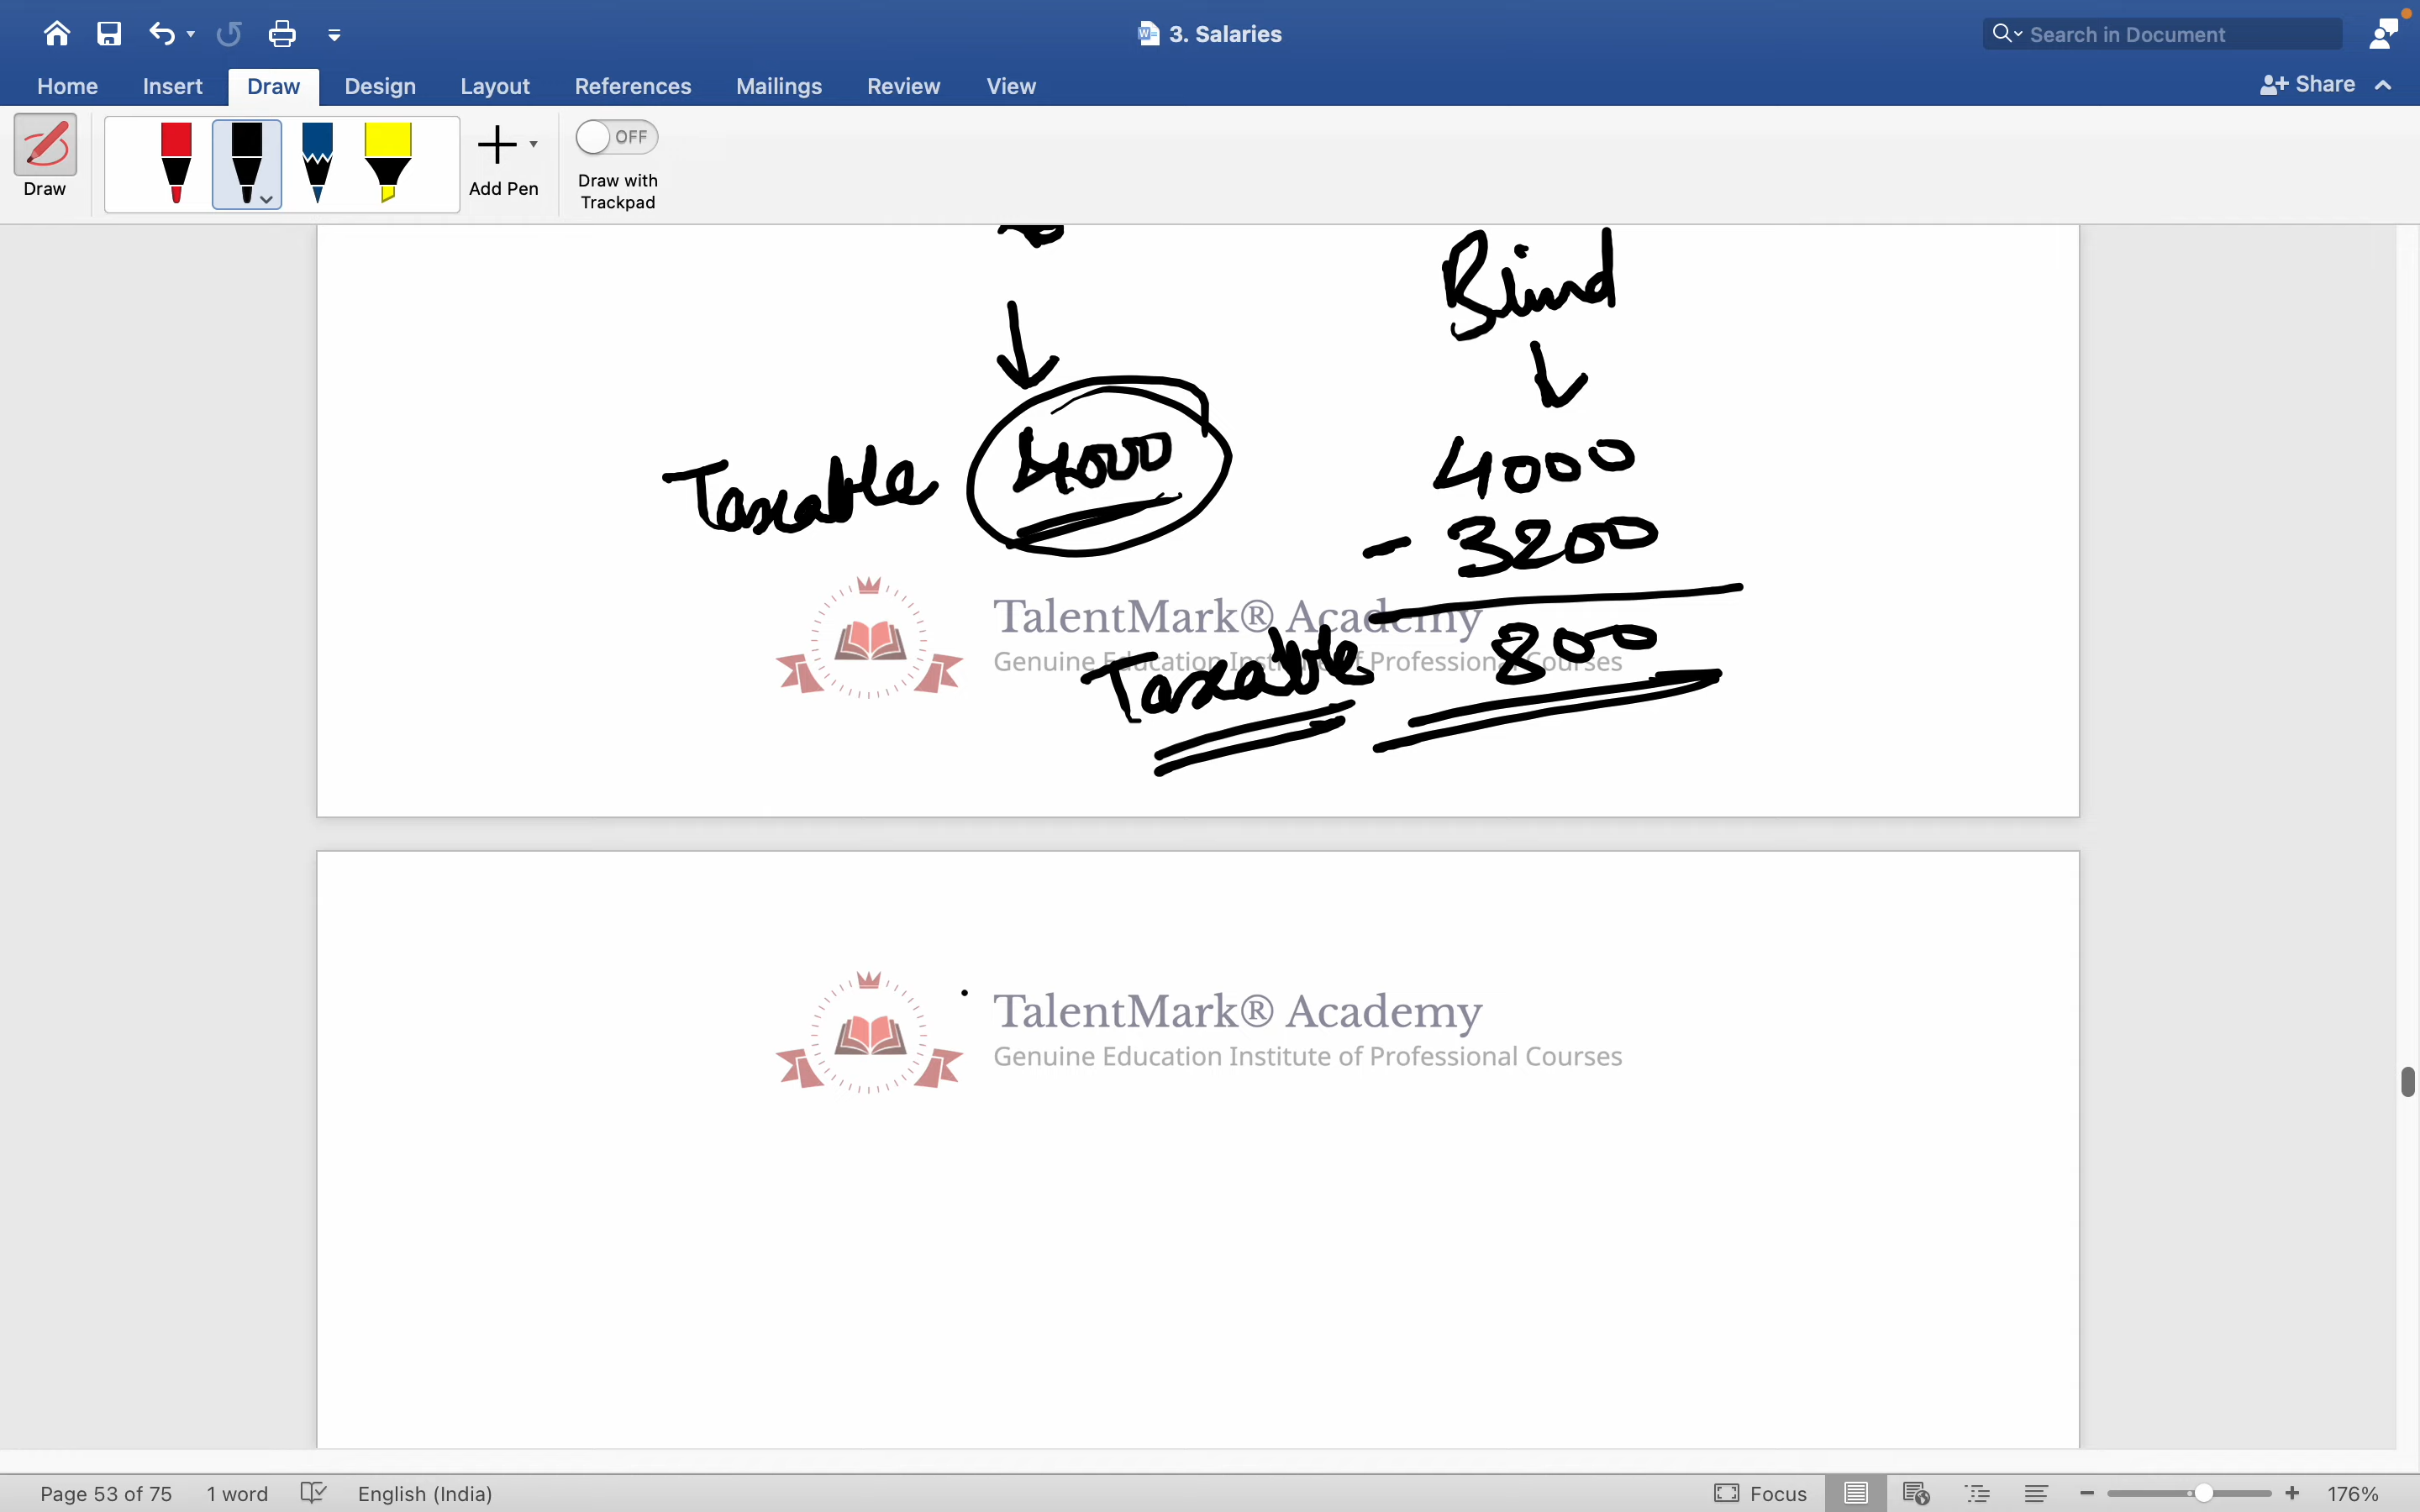 3. Salaries
Search in Document
Home Insert Draw Design Layout References Mailings Review View
Share
Draw
Add Pen
OFF
Draw with
Trackpad
Blind
Taxable 4000
4000
- 3200
TalentMark® Academy
Genuine Education Institute of Professional Courses
Taxable 800
TalentMark® Academy
Genuine Education Institute of Professional Courses
Page 53 of 75 1 word English (India)
Focus
176%